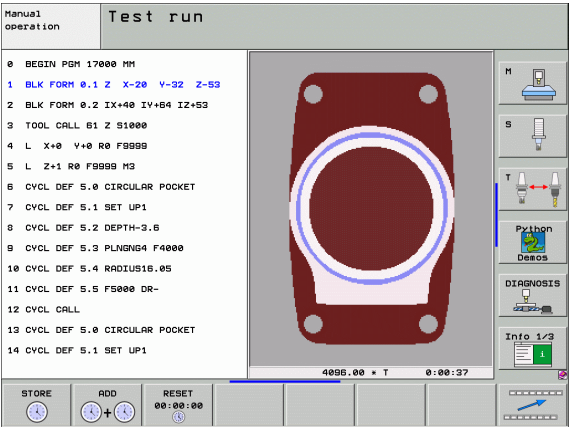 Manual
operation
Test run
0 BEGIN PGM 17000 MM
1 BLK FORM 0.1 Z X-20 Y-32 Z-53
2 BLK FORM 0.2 IX+40 IY+64 IZ+53
3 TOOL CALL 61 Z S1000
4 L X+0 Y+0 R0 F9999
5 L Z+1 R0 F9999 M3
6 CYCL DEF 5.0 CIRCULAR POCKET
7 CYCL DEF 5.1 SET UP1
8 CYCL DEF 5.2 DEPTH-3.6
9 CYCL DEF 5.3 PLNGNG4 F4000
10 CYCL DEF 5.4 RADIUS16.05
11 CYCL DEF 5.5 F5000 DR-
12 CYCL CALL
13 CYCL DEF 5.0 CIRCULAR POCKET
14 CYCL DEF 5.1 SET UP1
4096.00 * T 0:00:37
M
S
T
Python
Demos
DIAGNOSIS
Info 1/3
i
STORE
ADD
+
RESET
00:00:00